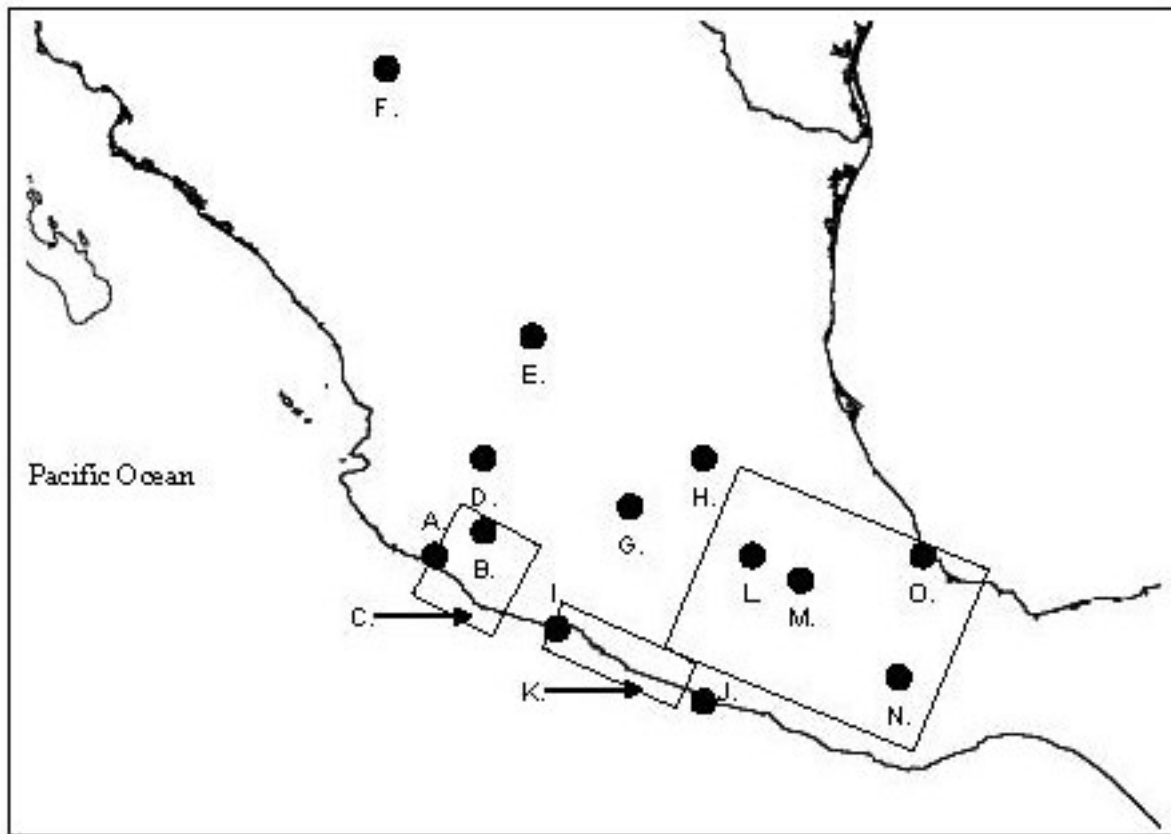 F.
E.
Pacific Ocean
D.
H.
A.
G.
B.
I.
L.
O.
M.
C.
K.
J.
N.